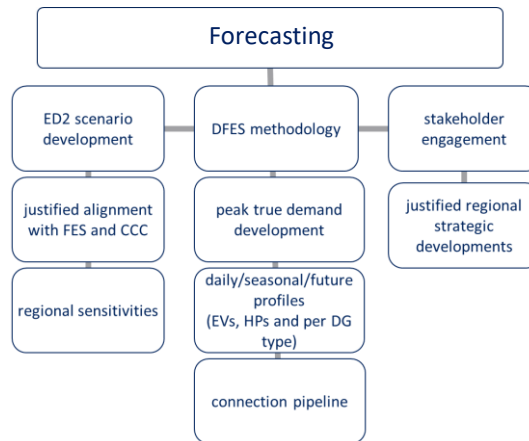 Forecasting
ED2 scenario
development
DFES methodology
stakeholder
engagement
justified alignment
with FES and CCC
peak true demand
development
justified regional
strategic
developments
regional sensitivities
daily/seasonal/future
profiles
(EVs, HPs and per DG
type)
connection pipeline